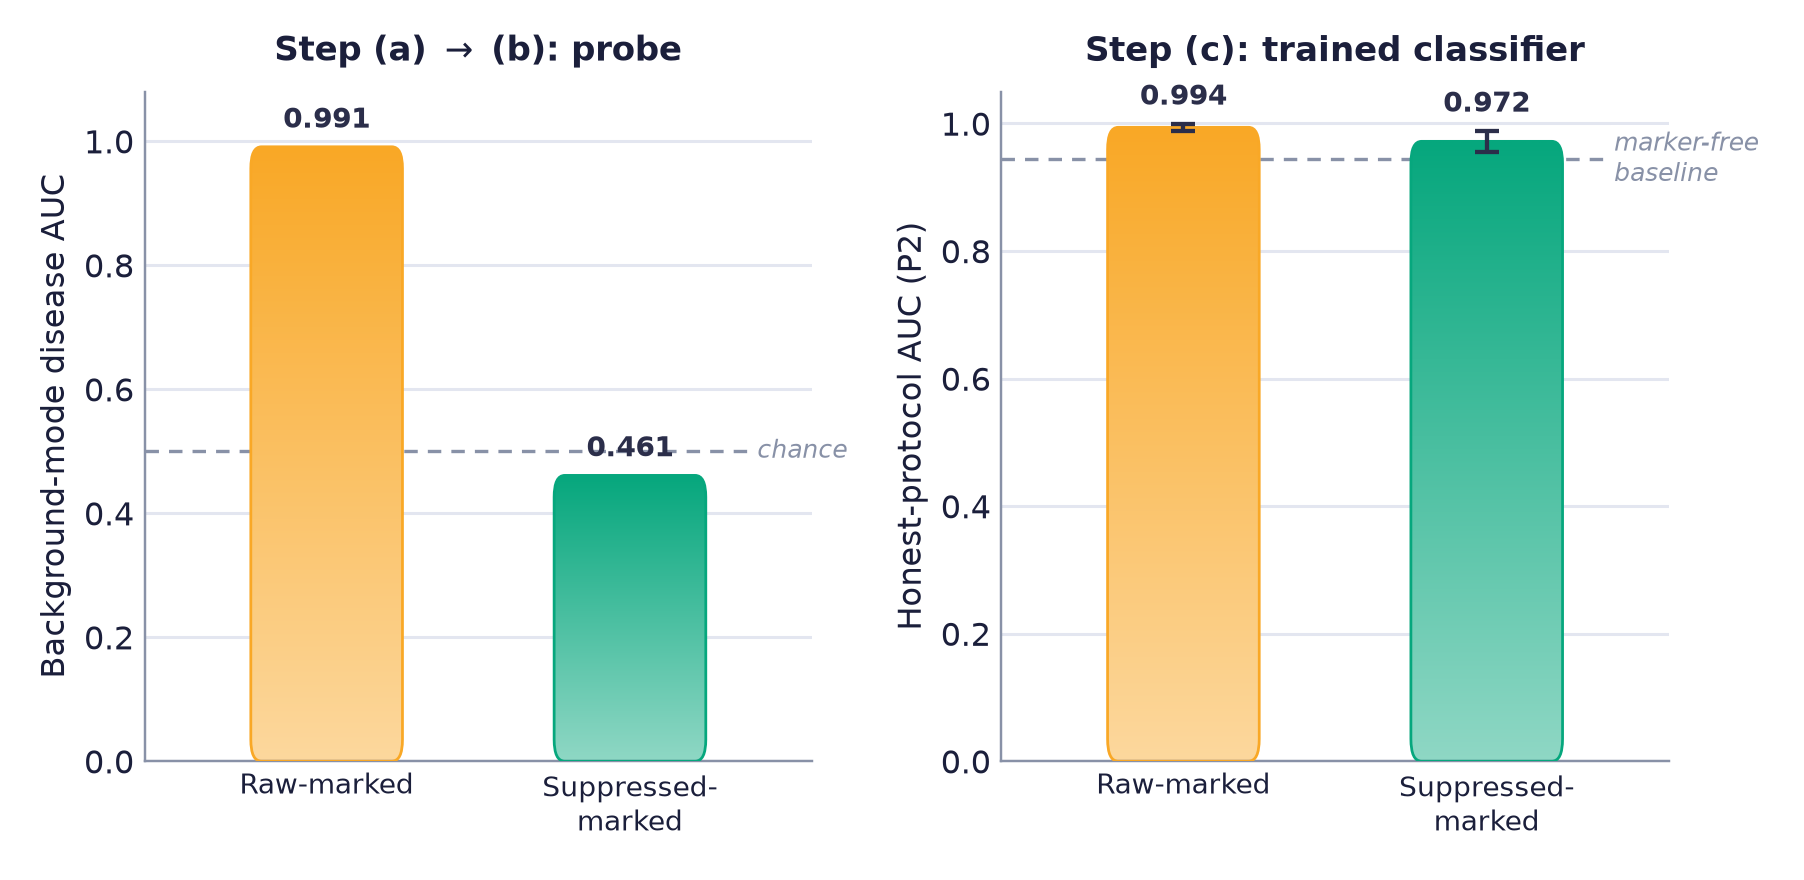 Step (a) → (b): probe
Background-mode disease AUC
1.0
0.8
0.6
0.4
0.2
0.0
0.991
0.461
chance
Raw-marked
Suppressed-
marked
Step (c): trained classifier
Honest-protocol AUC (P2)
1.0
0.8
0.6
0.4
0.2
0.0
0.994
0.972
marker-free
baseline
Raw-marked
Suppressed-
marked